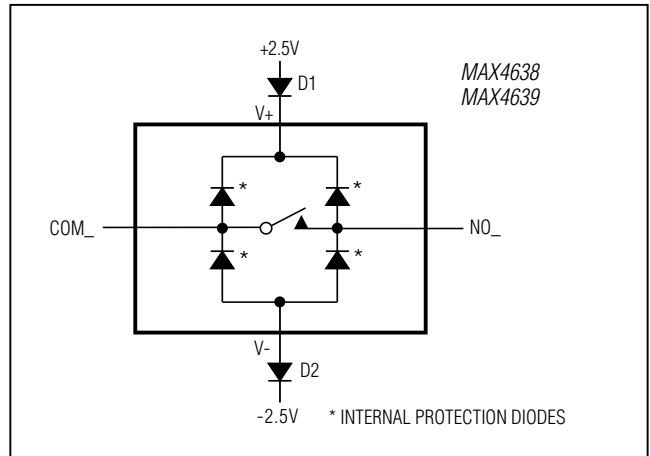 +2.5V
MAX4638
MAX4639
D1
V+
*
*
COM_
NO_
*
*
V-
D2
-2.5V
* INTERNAL PROTECTION DIODES